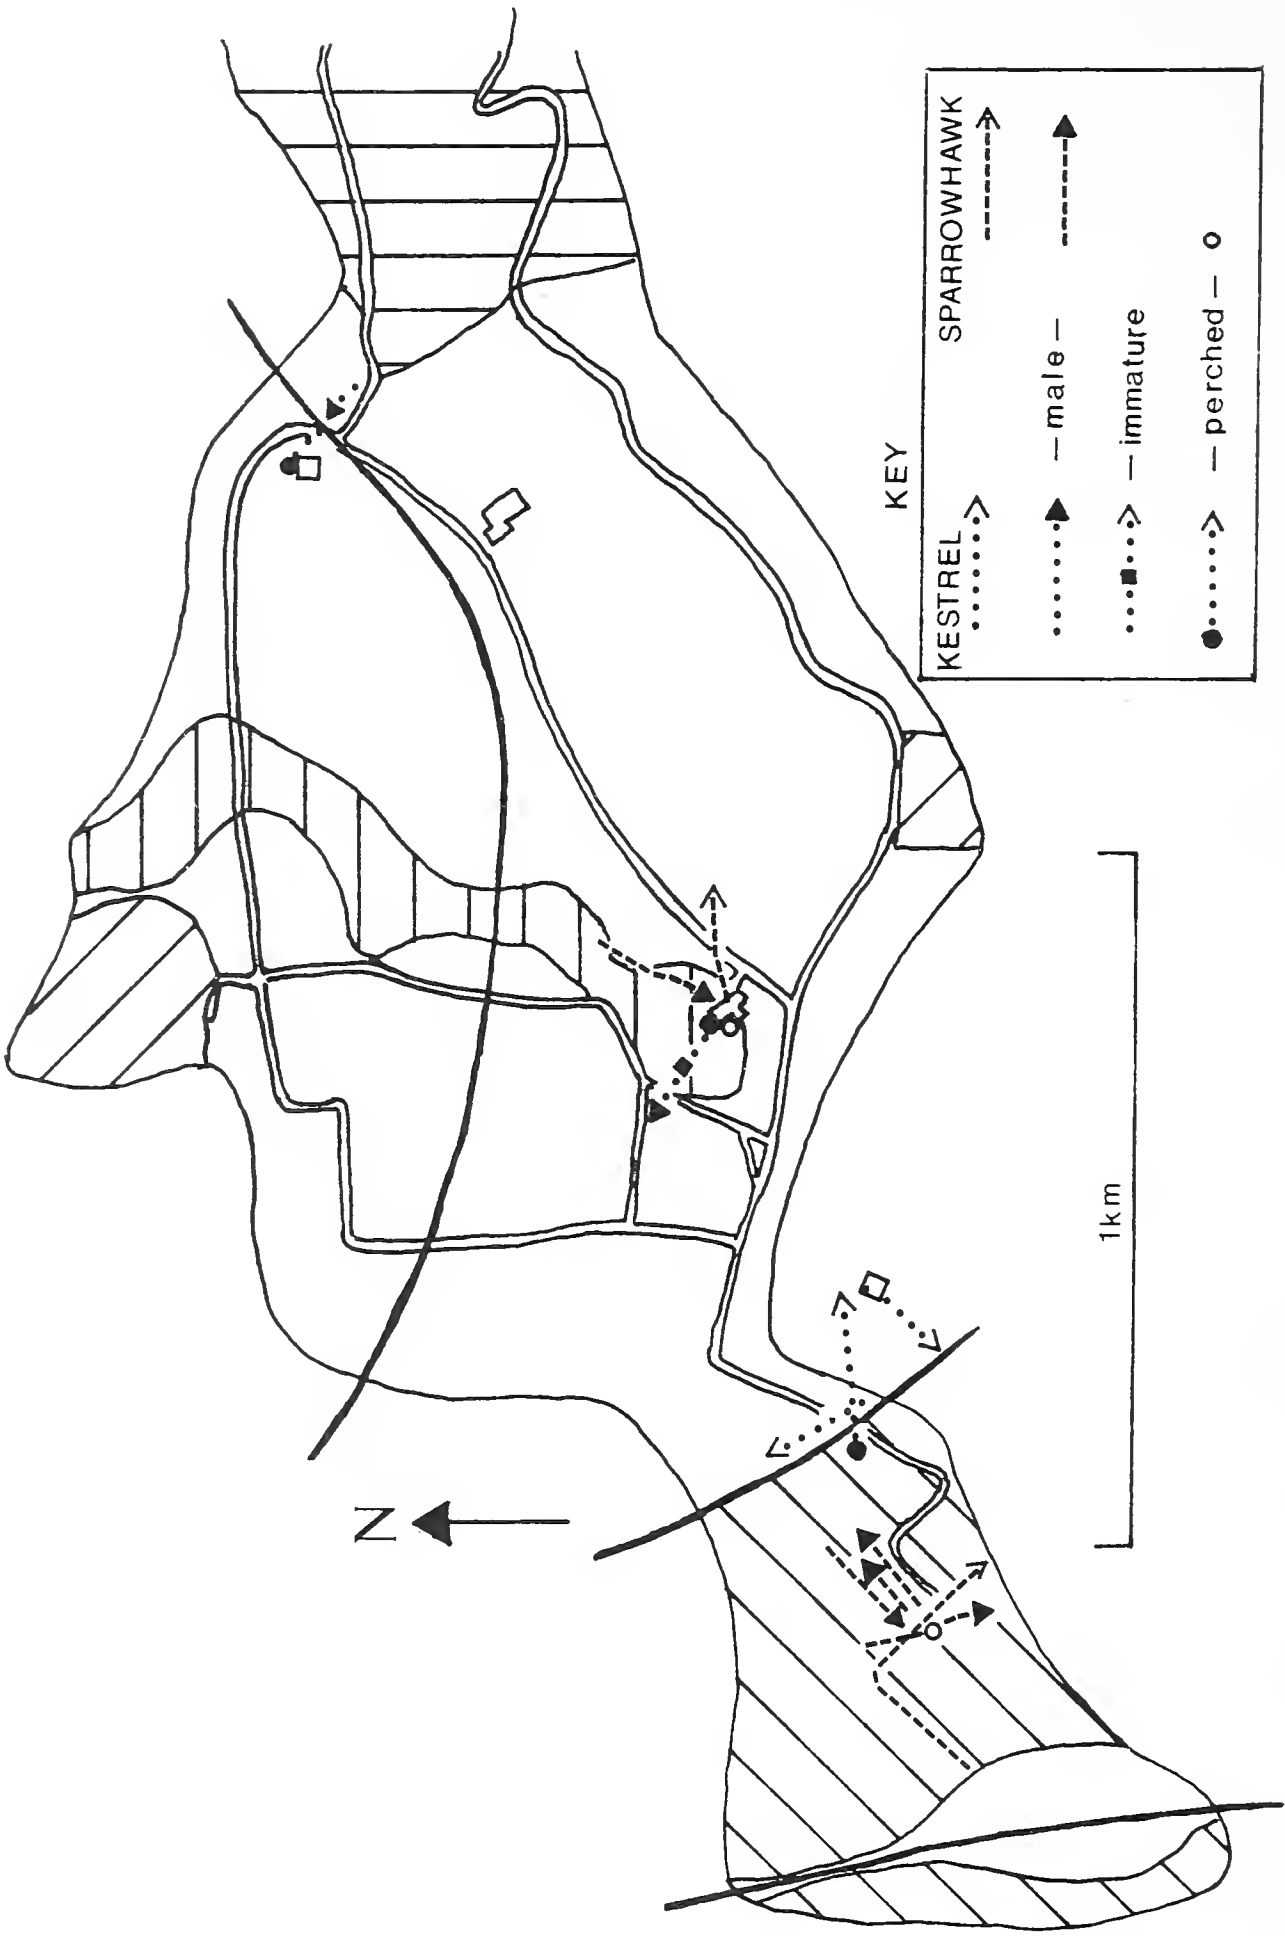 N
1km
KEY
KESTREL SPARROWHAWK
—male—
—immature
—perched—